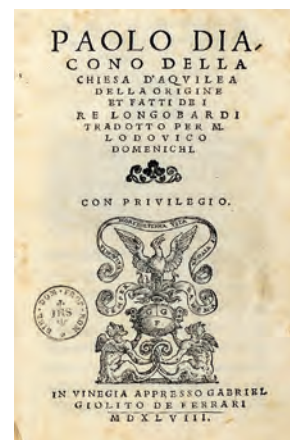 PAOLO DIA,
CONO DELLA
CHIESA D'AQVILEA
DELLA ORIGINE
ET FATTI DE I
RE LONGOBARDI
TRADOTTO PER M.
LODOVICO
DOMENICHI.
CON PRIVILEGIO.
G G
F
IN VINEGIA APPRESSO GABRIEL
GIOLITO DE FERRARI
MDXLVIII.